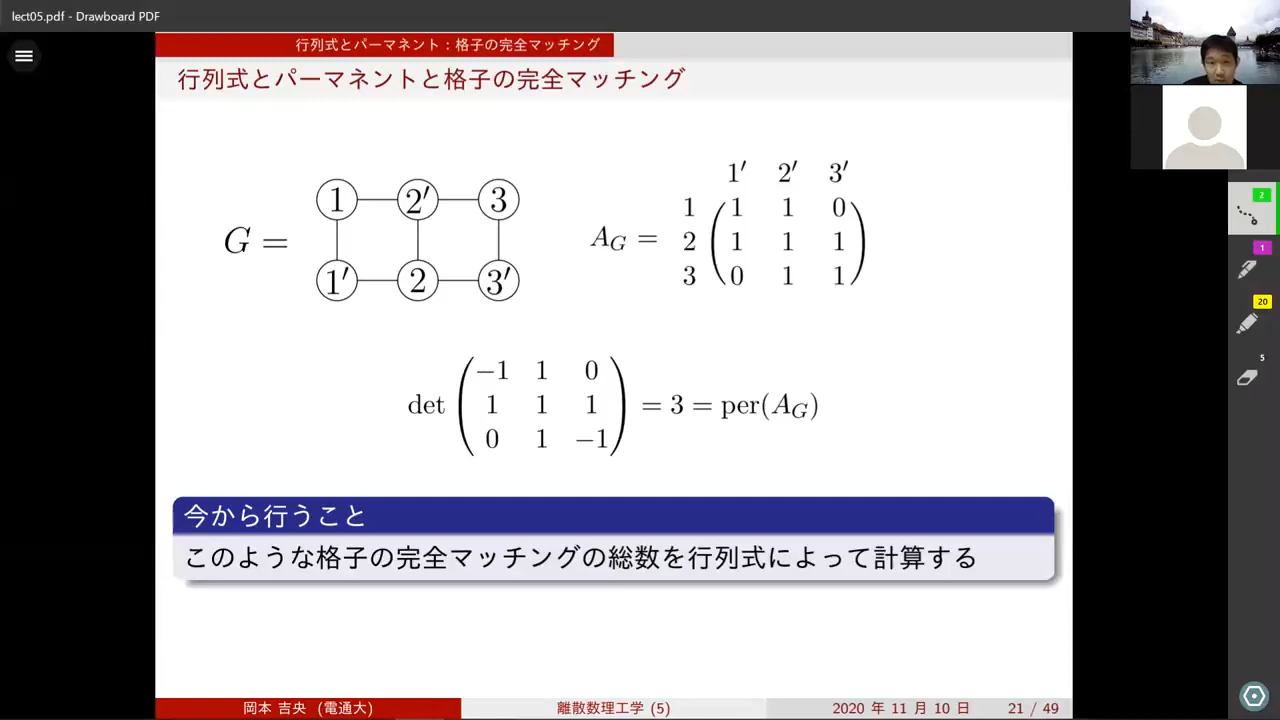 lect05.pdf - Drawboard PDF
行列式とパーマネント：格子の完全マッチング
行列式とパーマネントと格子の完全マッチング
1 2′ 3
G =
1′ 2 3′
1′ 2′ 3′
1 1 1 0
A_G = 2 1 1 1
3 0 1 1
−1 1 0
det 1 1 1 = 3 = per(A_G)
0 1 −1
今から行うこと
このような格子の完全マッチングの総数を行列式によって計算する
岡本 吉央 (電通大) 離散数理工学 (5) 2020 年 11 月 10 日 21 / 49
2
1
20
5